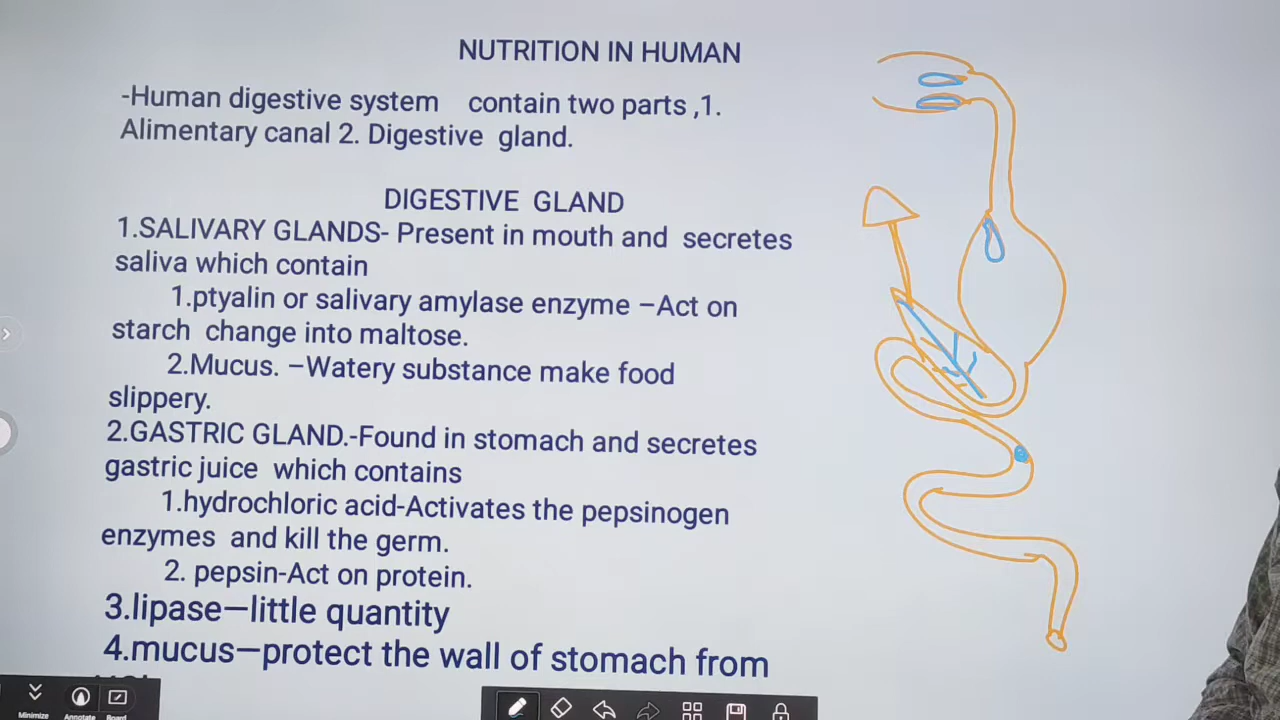 NUTRITION IN HUMAN
-Human digestive system contain two parts ,1.
Alimentary canal 2. Digestive gland.
DIGESTIVE GLAND
1.SALIVARY GLANDS- Present in mouth and secretes
saliva which contain
1.ptyalin or salivary amylase enzyme –Act on
starch change into maltose.
2.Mucus. –Watery substance make food
slippery.
2.GASTRIC GLAND.-Found in stomach and secretes
gastric juice which contains
1.hydrochloric acid-Activates the pepsinogen
enzymes and kill the germ.
2. pepsin-Act on protein.
3.lipase—little quantity
4.mucus—protect the wall of stomach from
Minimize
Annotate
Board